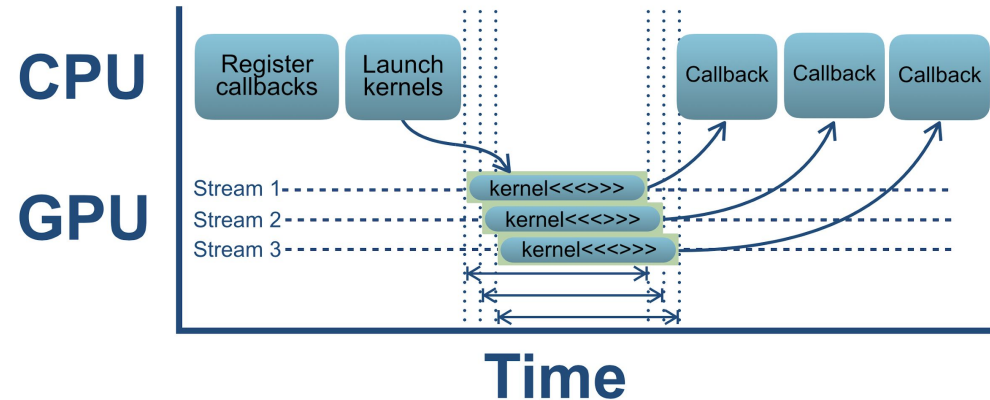 CPU
Register
callbacks
Launch
kernels
Callback
Callback
Callback
GPU
Stream 1
kernel<<<>>>
Stream 2
kernel<<<>>>
Stream 3
kernel<<<>>>
Time